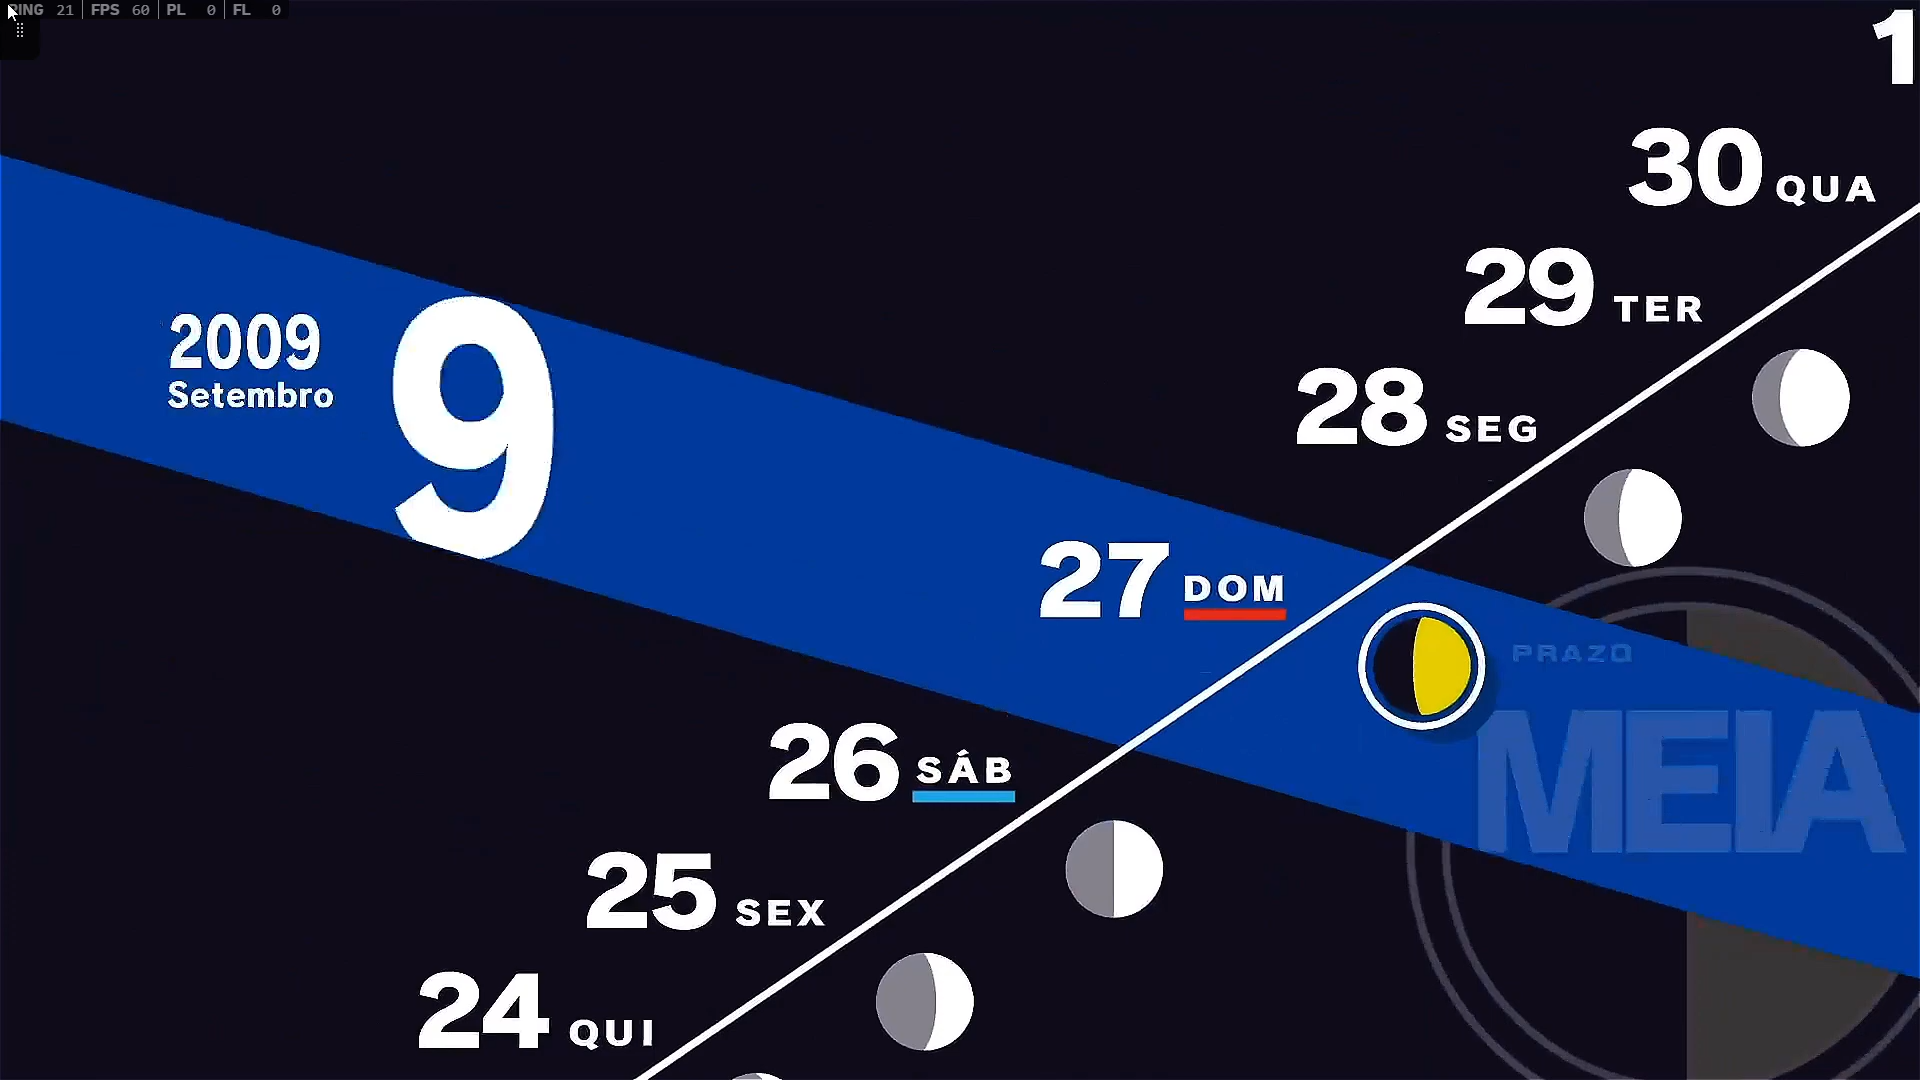 PING 21 FPS 60 PL 0 FL 0
1
30 QUA
29 TER
28 SEG
2009
Setembro
9
27 DOM
PRAZO
MEIA
26 SÁB
25 SEX
24 QUI